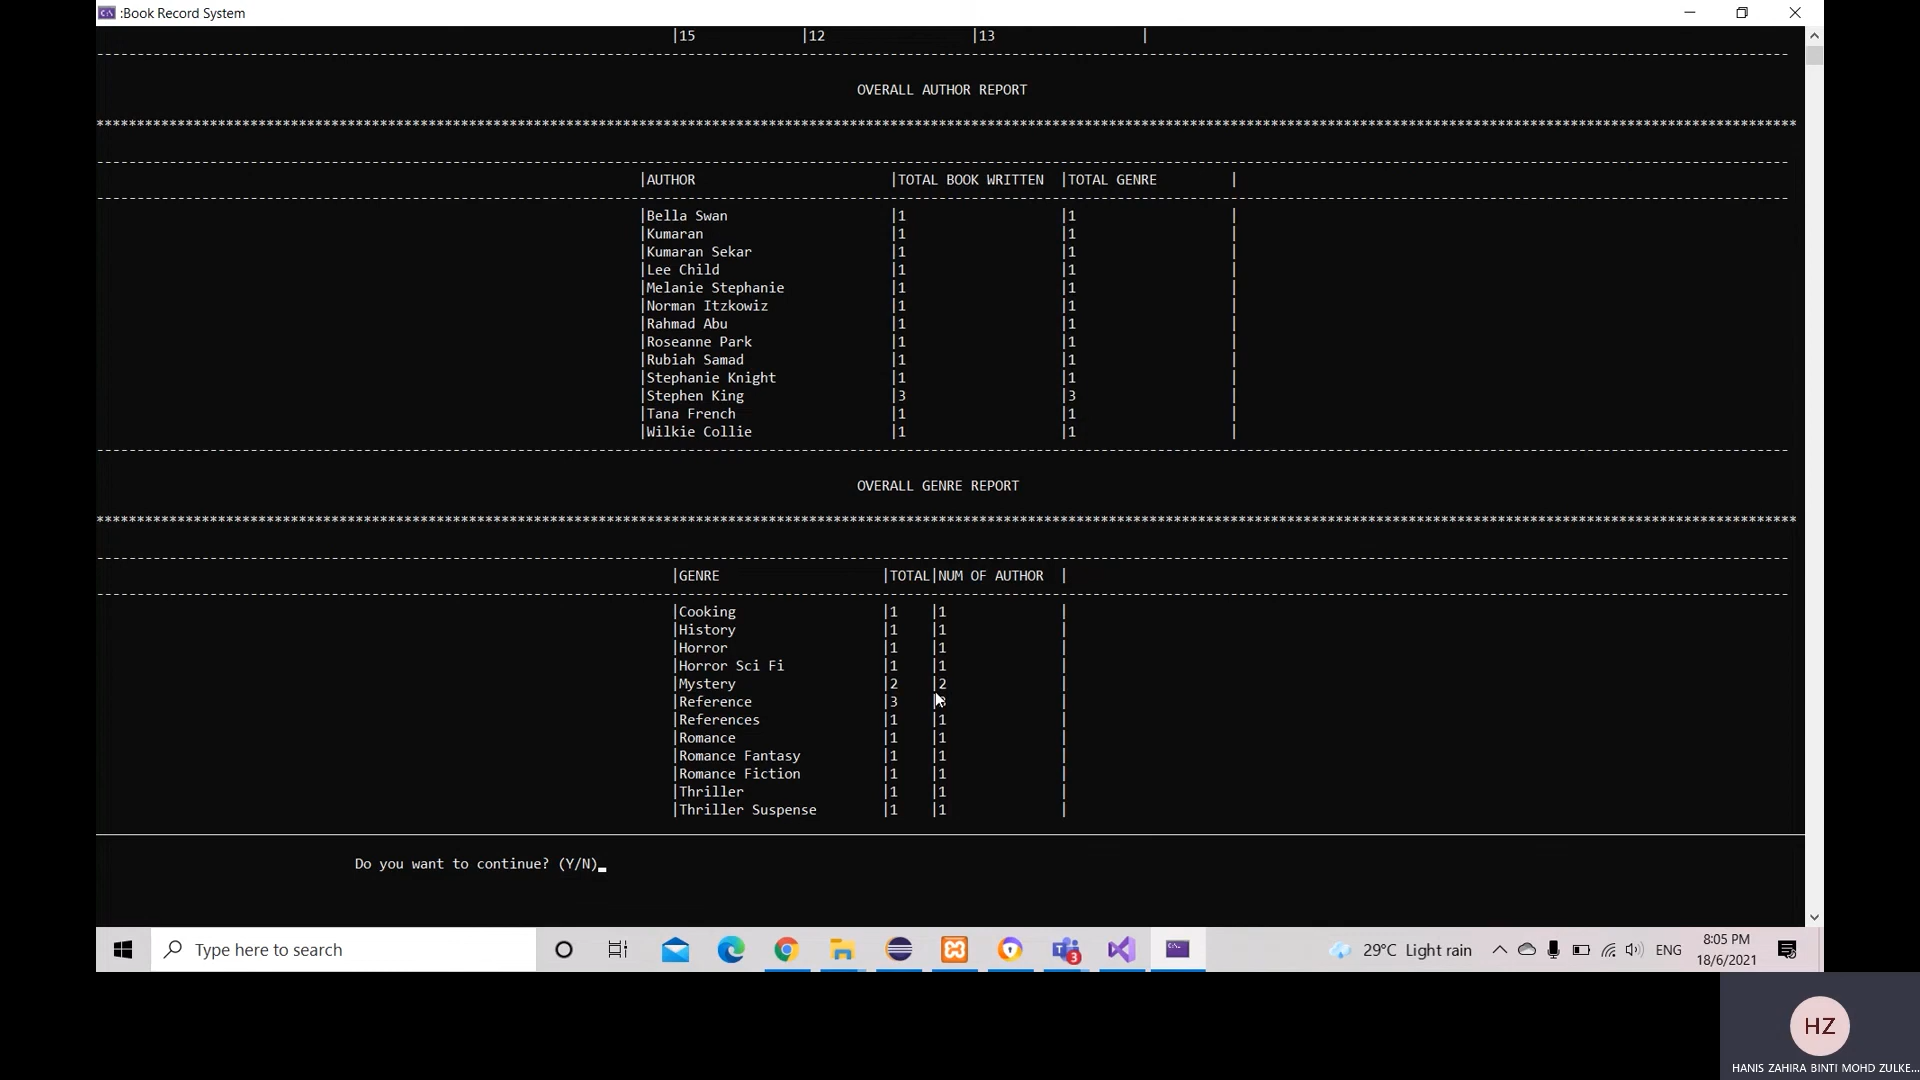 :Book Record System
|15 |12 |13 |
OVERALL AUTHOR REPORT
|AUTHOR |TOTAL BOOK WRITTEN |TOTAL GENRE |
|Bella Swan |1 |1 |
|Kumaran |1 |1 |
|Kumaran Sekar |1 |1 |
|Lee Child |1 |1 |
|Melanie Stephanie |1 |1 |
|Norman Itzkowiz |1 |1 |
|Rahmad Abu |1 |1 |
|Roseanne Park |1 |1 |
|Rubiah Samad |1 |1 |
|Stephanie Knight |1 |1 |
|Stephen King |3 |3 |
|Tana French |1 |1 |
|Wilkie Collie |1 |1 |
OVERALL GENRE REPORT
|GENRE |TOTAL|NUM OF AUTHOR |
|Cooking |1 |1 |
|History |1 |1 |
|Horror |1 |1 |
|Horror Sci Fi |1 |1 |
|Mystery |2 |2 |
|Reference |3 | |
|References |1 |1 |
|Romance |1 |1 |
|Romance Fantasy |1 |1 |
|Romance Fiction |1 |1 |
|Thriller |1 |1 |
|Thriller Suspense |1 |1 |
Do you want to continue? (Y/N)
Type here to search
3
29°C Light rain
ENG
8:05 PM
18/6/2021
HZ
HANIS ZAHIRA BINTI MOHD ZULKE...